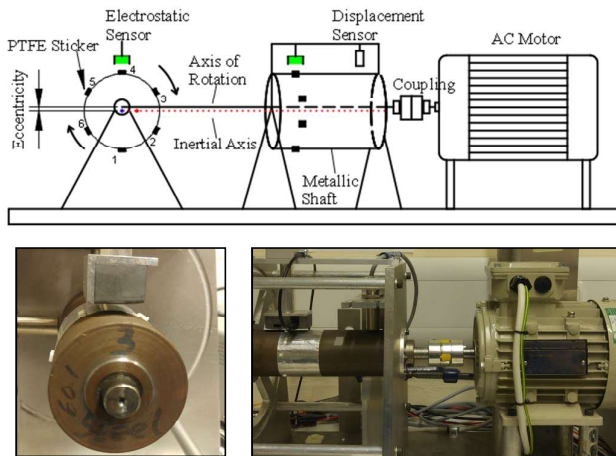 Electrostatic
Sensor
Displacement
Sensor
AC Motor
PTFE Sticker
Axis of
Rotation
Coupling
Eccentricity
4
5
3
6
2
1
Inertial Axis
Metallic
Shaft
3